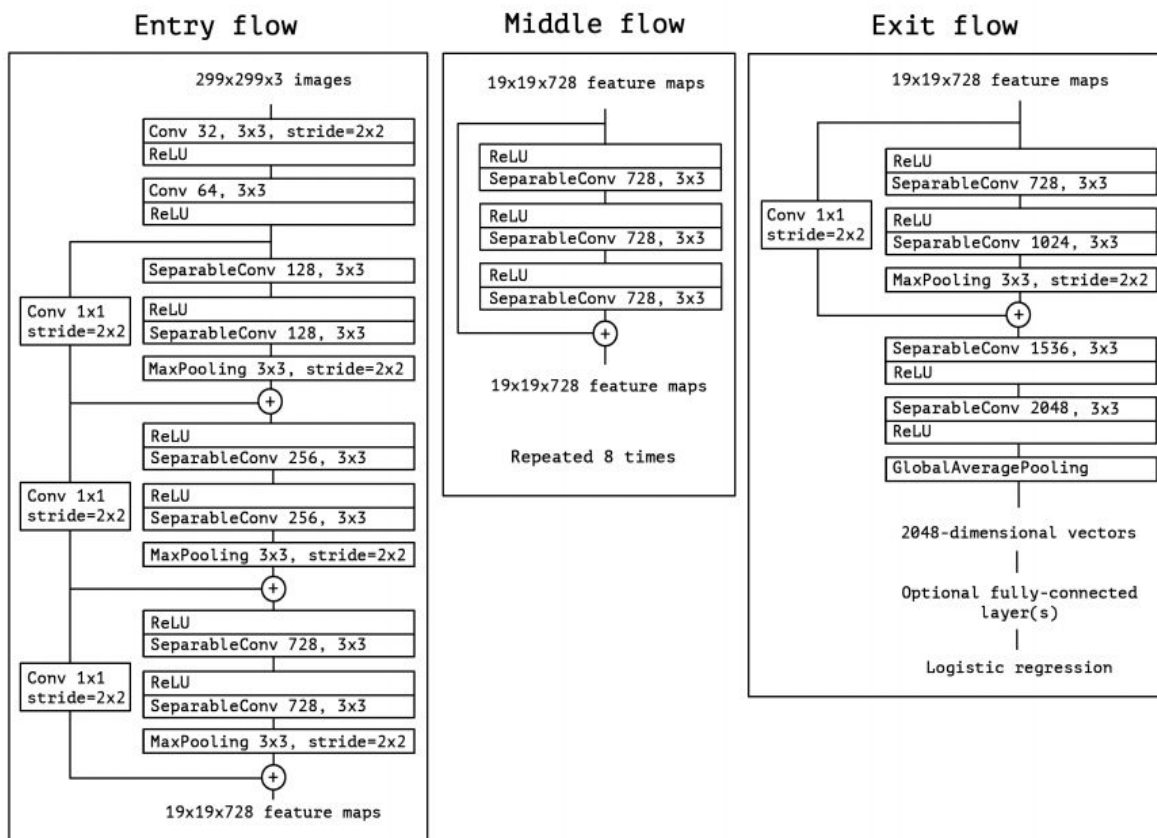 Entry flow
299x299x3 images
Conv 32, 3x3, stride=2x2
ReLU
Conv 64, 3x3
ReLU
SeparableConv 128, 3x3
Conv 1x1
stride=2x2
ReLU
SeparableConv 128, 3x3
MaxPooling 3x3, stride=2x2
+
ReLU
SeparableConv 256, 3x3
Conv 1x1
stride=2x2
ReLU
SeparableConv 256, 3x3
MaxPooling 3x3, stride=2x2
+
ReLU
SeparableConv 728, 3x3
Conv 1x1
stride=2x2
ReLU
SeparableConv 728, 3x3
MaxPooling 3x3, stride=2x2
+
19x19x728 feature maps
Middle flow
19x19x728 feature maps
ReLU
SeparableConv 728, 3x3
ReLU
SeparableConv 728, 3x3
ReLU
SeparableConv 728, 3x3
+
19x19x728 feature maps
Repeated 8 times
Exit flow
19x19x728 feature maps
ReLU
SeparableConv 728, 3x3
Conv 1x1
stride=2x2
ReLU
SeparableConv 1024, 3x3
MaxPooling 3x3, stride=2x2
+
SeparableConv 1536, 3x3
ReLU
SeparableConv 2048, 3x3
ReLU
GlobalAveragePooling
2048-dimensional vectors
Optional fully-connected
layer(s)
Logistic regression